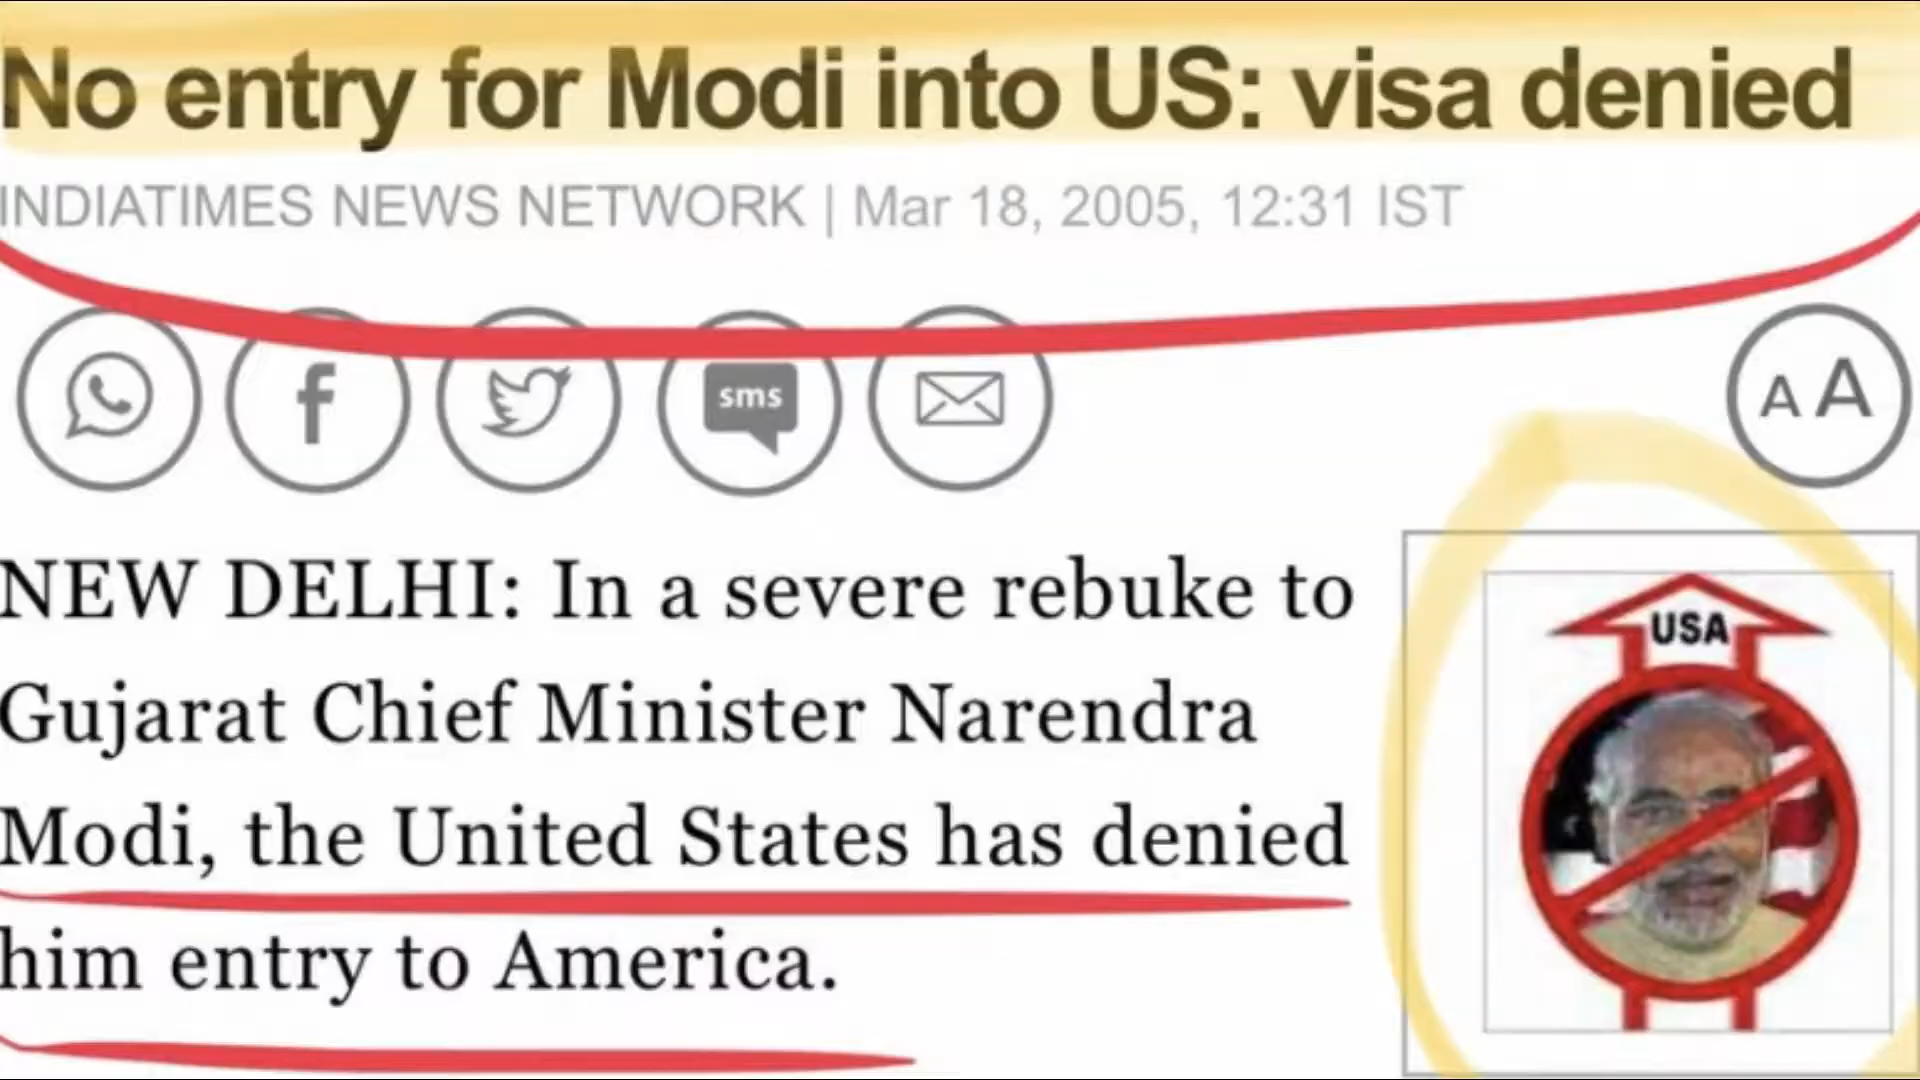 No entry for Modi into US: visa denied
INDIATIMES NEWS NETWORK | Mar 18, 2005, 12:31 IST
sms
A A
USA
NEW DELHI: In a severe rebuke to
Gujarat Chief Minister Narendra
Modi, the United States has denied
him entry to America.